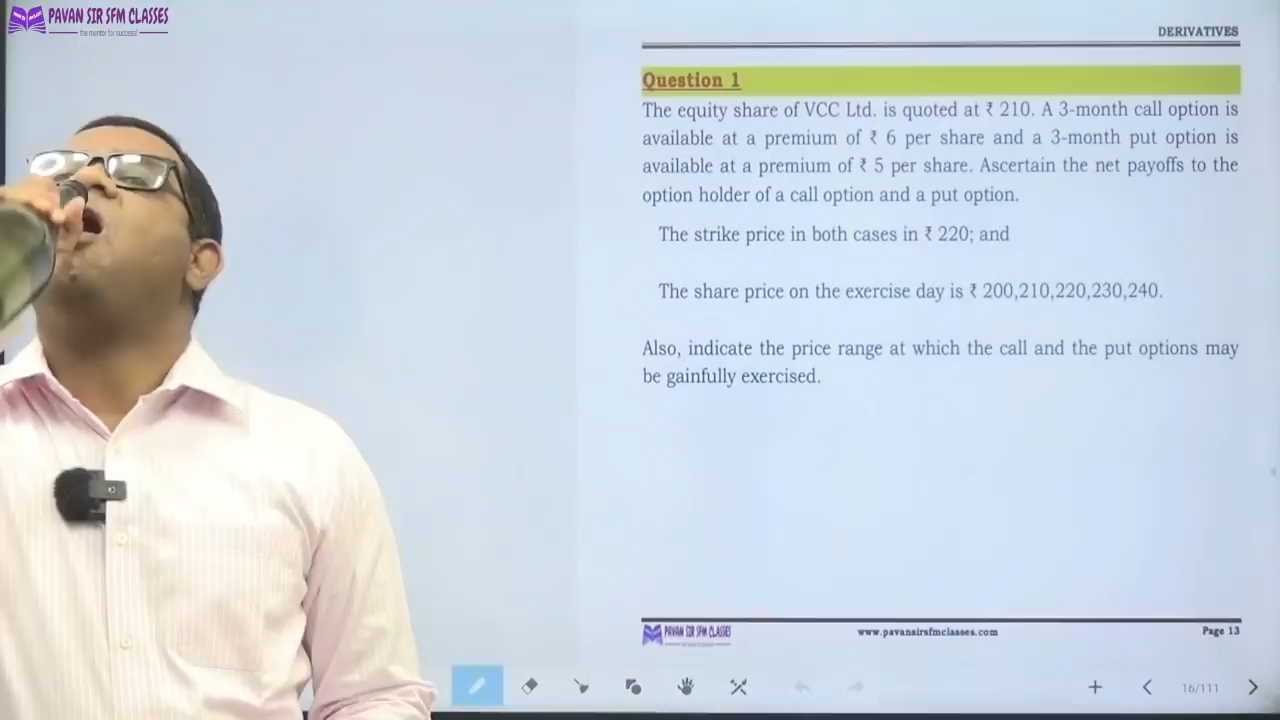 PAVAN SIR SFM CLASSES
the mentor for success!
DERIVATIVES
Question 1
The equity share of VCC Ltd. is quoted at ₹ 210. A 3-month call option is
available at a premium of ₹ 6 per share and a 3-month put option is
available at a premium of ₹ 5 per share. Ascertain the net payoffs to the
option holder of a call option and a put option.
The strike price in both cases in ₹ 220; and
The share price on the exercise day is ₹ 200,210,220,230,240.
Also, indicate the price range at which the call and the put options may
be gainfully exercised.
PAVAN SIR SFM CLASSES
www.pavansirsfmclasses.com
Page 13
16/111